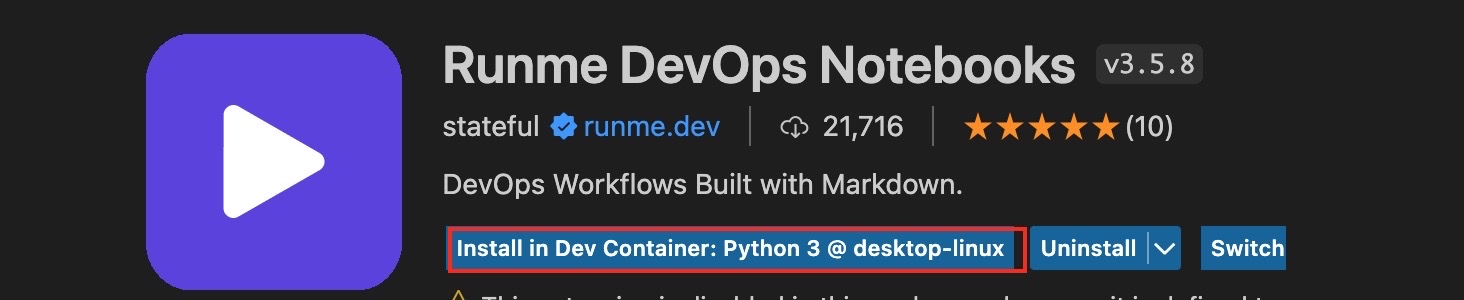 Runme DevOps Notebooks v3.5.8
stateful runme.dev 21,716 (10)
DevOps Workflows Built with Markdown.
Install in Dev Container: Python 3 @ desktop-linux Uninstall Switch